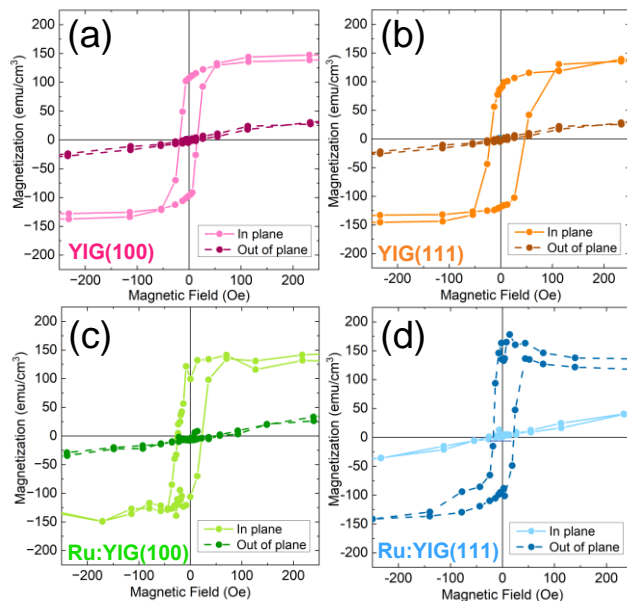 (a)
Magnetization (emu/cm³)
200
150
100
50
0
-50
-100
-150
-200
-200 -100 0 100 200
Magnetic Field (Oe)
In plane
Out of plane
YIG(100)
(b)
Magnetization (emu/cm³)
200
150
100
50
0
-50
-100
-150
-200
-200 -100 0 100 200
Magnetic Field (Oe)
In plane
Out of plane
YIG(111)
(c)
Magnetization (emu/cm³)
200
150
100
50
0
-50
-100
-150
-200
-200 -100 0 100 200
Magnetic Field (Oe)
In plane
Out of plane
Ru:YIG(100)
(d)
Magnetization (emu/cm³)
200
150
100
50
0
-50
-100
-150
-200
-200 -100 0 100 200
Magnetic Field (Oe)
In plane
Out of plane
Ru:YIG(111)